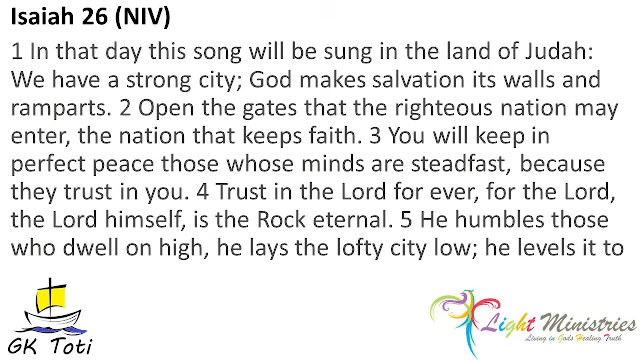 Isaiah 26 (NIV)
1 In that day this song will be sung in the land of Judah:
We have a strong city; God makes salvation its walls and
ramparts. 2 Open the gates that the righteous nation may
enter, the nation that keeps faith. 3 You will keep in
perfect peace those whose minds are steadfast, because
they trust in you. 4 Trust in the Lord for ever, for the Lord,
the Lord himself, is the Rock eternal. 5 He humbles those
who dwell on high, he lays the lofty city low; he levels it to
GK Toti
Light Ministries
Living in Gods Healing Truth